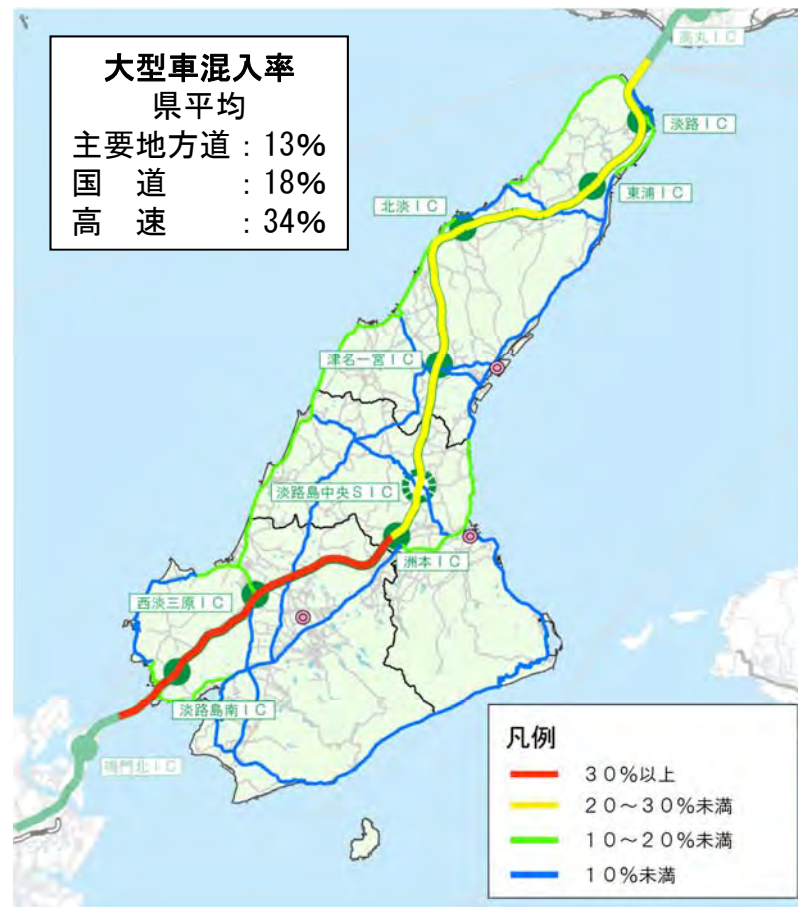 大型車混入率
県平均
主要地方道：13%
国　道　　：18%
高　速　　：34%
高丸ＩＣ
淡路ＩＣ
東浦ＩＣ
北淡ＩＣ
津名一宮ＩＣ
淡路島中央ＳＩＣ
洲本ＩＣ
西淡三原ＩＣ
淡路島南ＩＣ
鳴門北ＩＣ
凡例
３０％以上
２０～３０％未満
１０～２０％未満
１０％未満